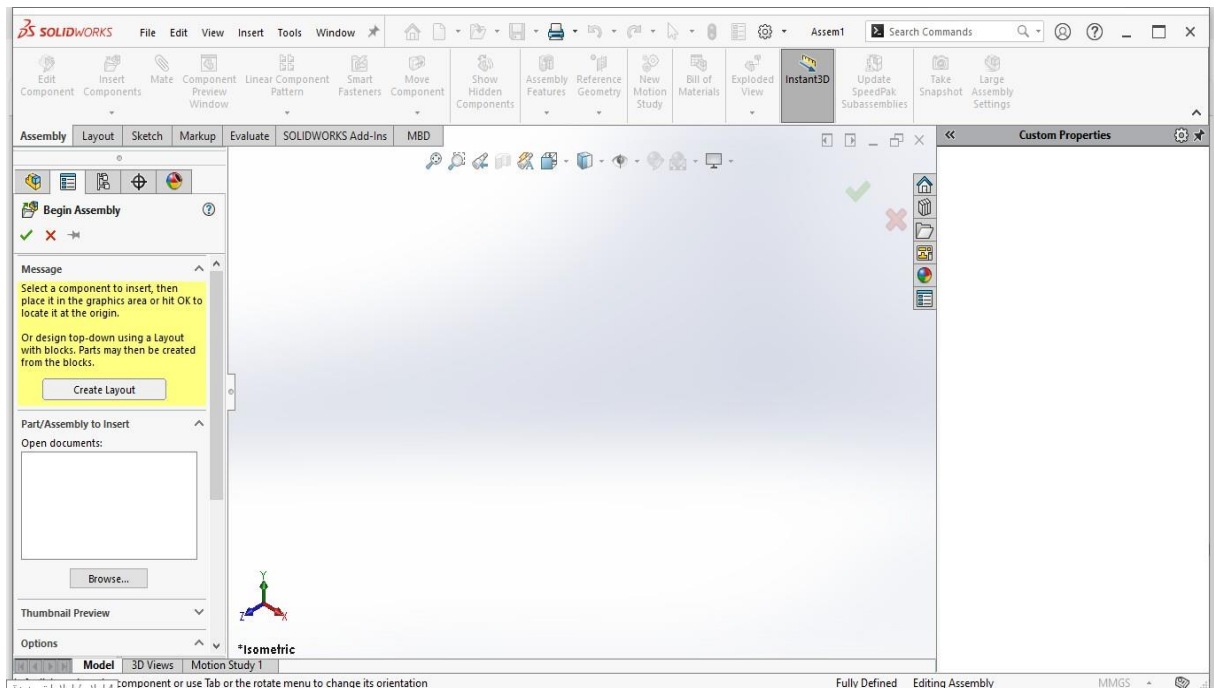 SOLIDWORKS File Edit View Insert Tools Window Assem1 Search Commands
Edit Component
Insert Components
Mate
Component Preview Window
Linear Component Pattern
Smart Fasteners
Move Component
Show Hidden Components
Assembly Features
Reference Geometry
New Motion Study
Bill of Materials
Exploded View
Instant3D
Update SpeedPak Subassemblies
Take Snapshot
Large Assembly Settings
Assembly Layout Sketch Markup Evaluate SOLIDWORKS Add-Ins MBD
Custom Properties
Begin Assembly
Message
Select a component to insert, then
place it in the graphics area or hit OK to
locate it at the origin.
Or design top-down using a Layout
with blocks. Parts may then be created
from the blocks.
Create Layout
Part/Assembly to Insert
Open documents:
Browse...
Thumbnail Preview
Options
Y
Z X
*Isometric
Model 3D Views Motion Study 1
component or use Tab or the rotate menu to change its orientation
Fully Defined Editing Assembly MMGS